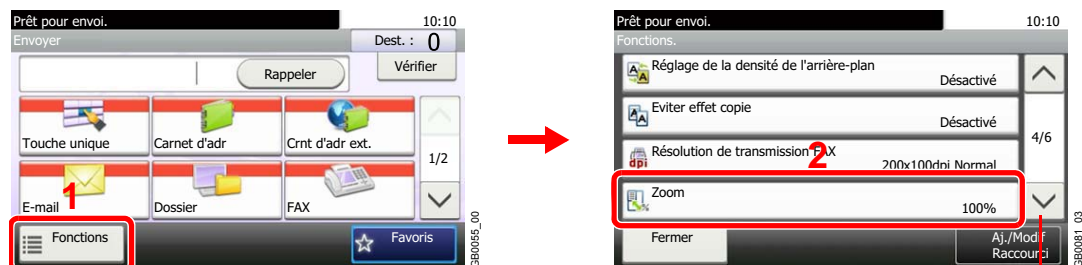 Prêt pour envoi.
10:10
Envoyer
Dest. : 0
Rappeler
Vérifier
Touche unique
Carnet d'adr
Crnt d'adr ext.
1/2
E-mail
Dossier
FAX
1
Fonctions
Favoris
GB0055_00
Prêt pour envoi.
10:10
Fonctions.
Réglage de la densité de l'arrière-plan
Désactivé
Eviter effet copie
Désactivé
4/6
Résolution de transmission FAX
200x100dpi Normal
2
Zoom
100%
Fermer
Aj./Modif
Raccourci
GB0081_03